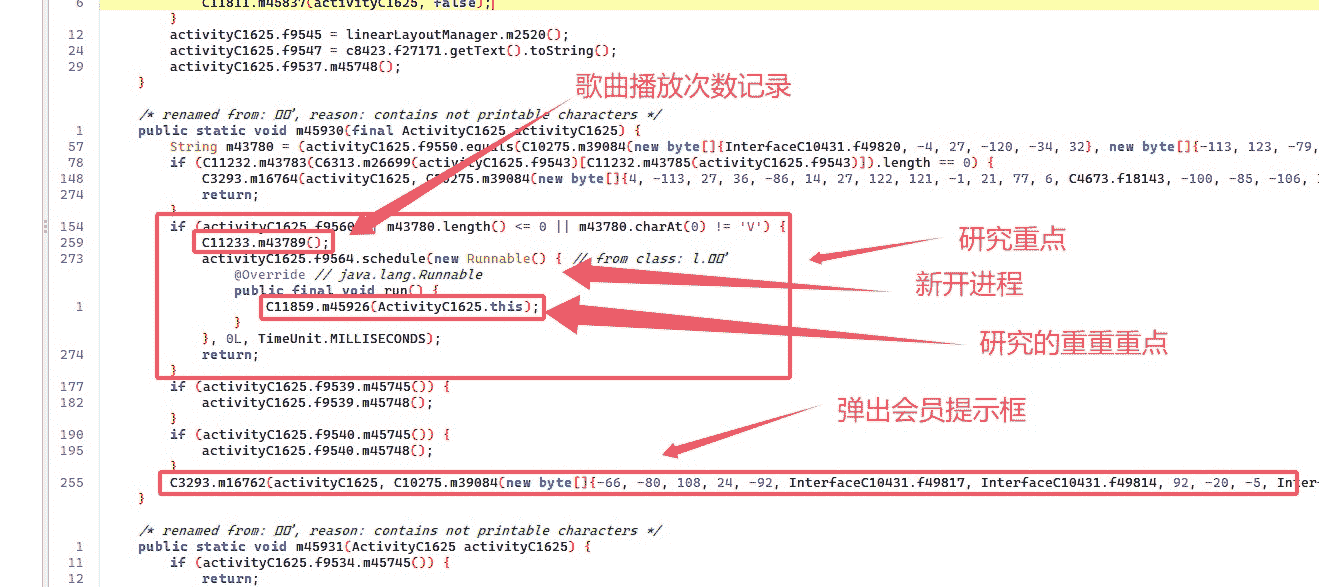 6 C11811.m45837(activityC1625, false);
}
12 activityC1625.f9545 = linearLayoutManager.m2520();
24 activityC1625.f9547 = c8423.f27171.getText().toString();
29 activityC1625.f9537.m45748();
}
歌曲播放次数记录
/* renamed from: , reason: contains not printable characters */
1 public static void m45930(final ActivityC1625 activityC1625) {
57 String m43780 = (activityC1625.f9550.equals(C10275.m39084(new byte[]{InterfaceC10431.f49820, -4, 27, -120, -34, 32}, new byte[]{-113, 123, -79,
78 if (C11232.m43783(C6313.m26699(activityC1625.f9543)[C11232.m43785(activityC1625.f9543)]).length == 0) {
148 C3293.m16764(activityC1625, C10275.m39084(new byte[]{4, -113, 27, 36, -86, 14, 27, 122, 121, -1, 21, 77, 6, C4673.f18143, -100, -85, -106,
274 return;
}
154 if (activityC1625.f9560 m43780.length() <= 0 || m43780.charAt(0) != 'V') {
259 C11233.m43789();
研究重点
273 activityC1625.f9564.schedule(new Runnable() { // from class: l.
@Override // java.lang.Runnable
新开进程
public final void run() {
1 C11859.m45926(ActivityC1625.this);
}
}, 0L, TimeUnit.MILLISECONDS);
研究的重重重点
274 return;
}
177 if (activityC1625.f9539.m45745()) {
182 activityC1625.f9539.m45748();
弹出会员提示框
}
190 if (activityC1625.f9540.m45745()) {
195 activityC1625.f9540.m45748();
}
255 C3293.m16762(activityC1625, C10275.m39084(new byte[]{-66, -80, 108, 24, -92, InterfaceC10431.f49817, InterfaceC10431.f49814, 92, -20, -5,
}
/* renamed from: , reason: contains not printable characters */
1 public static void m45931(ActivityC1625 activityC1625) {
11 if (activityC1625.f9534.m45745()) {
12 return;